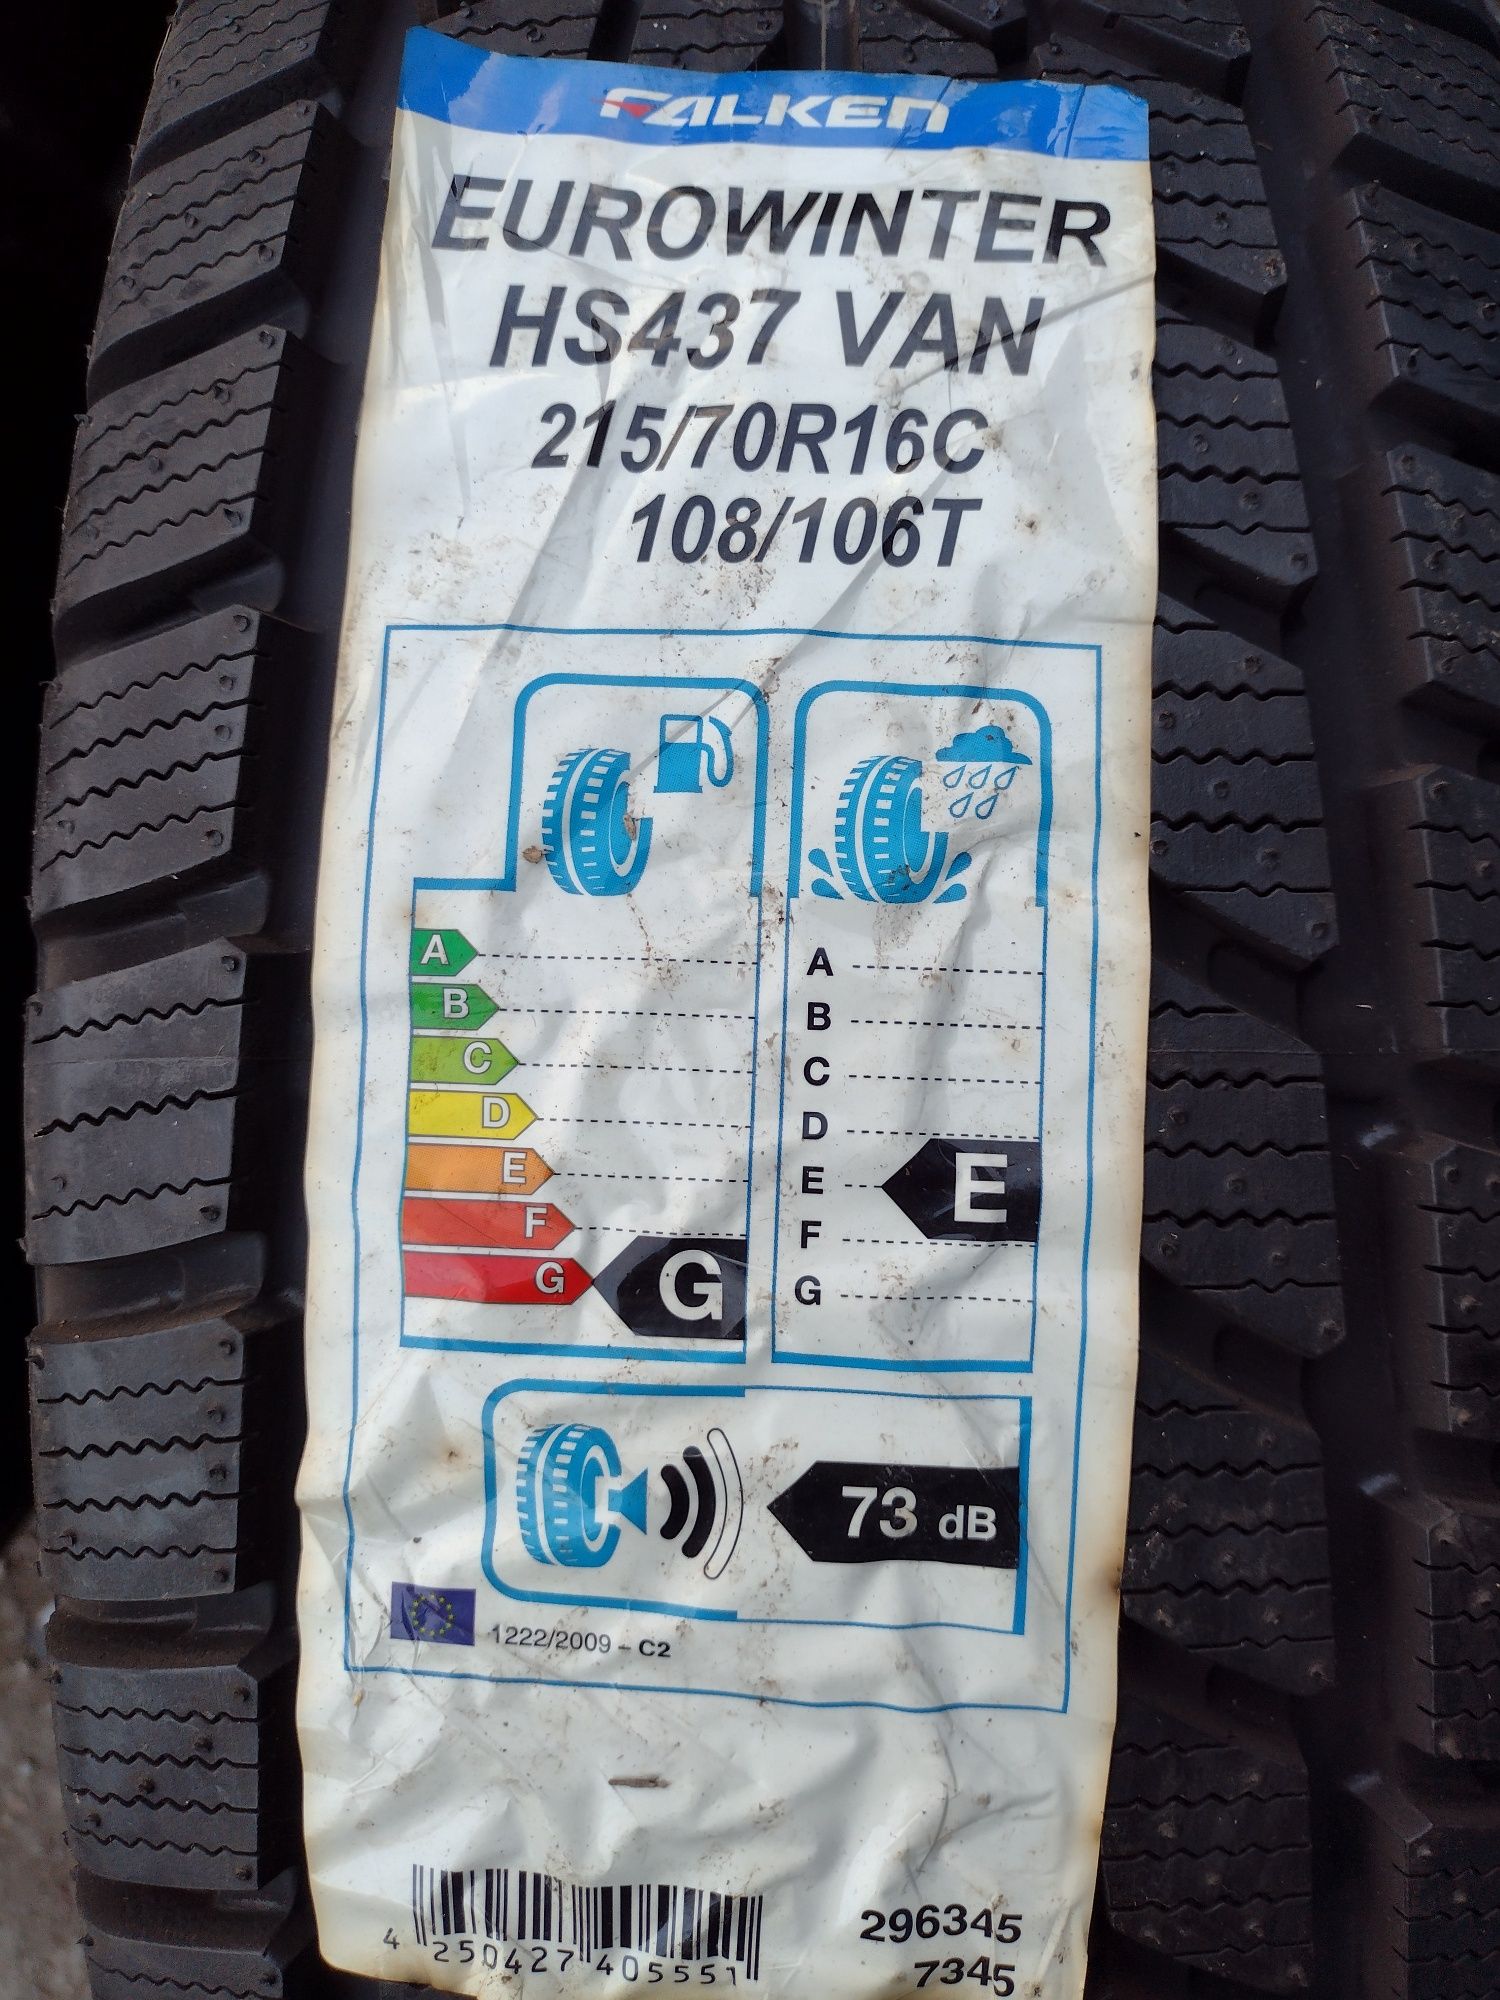 FALKEN
EUROWINTER
HS437 VAN
215/70R16C
108/106T
A
B
C
D
E
F
G
G
A
B
C
D
E
F
G
E
73 dB
1222/2009 – C2
4 250427 405551
296345
7345